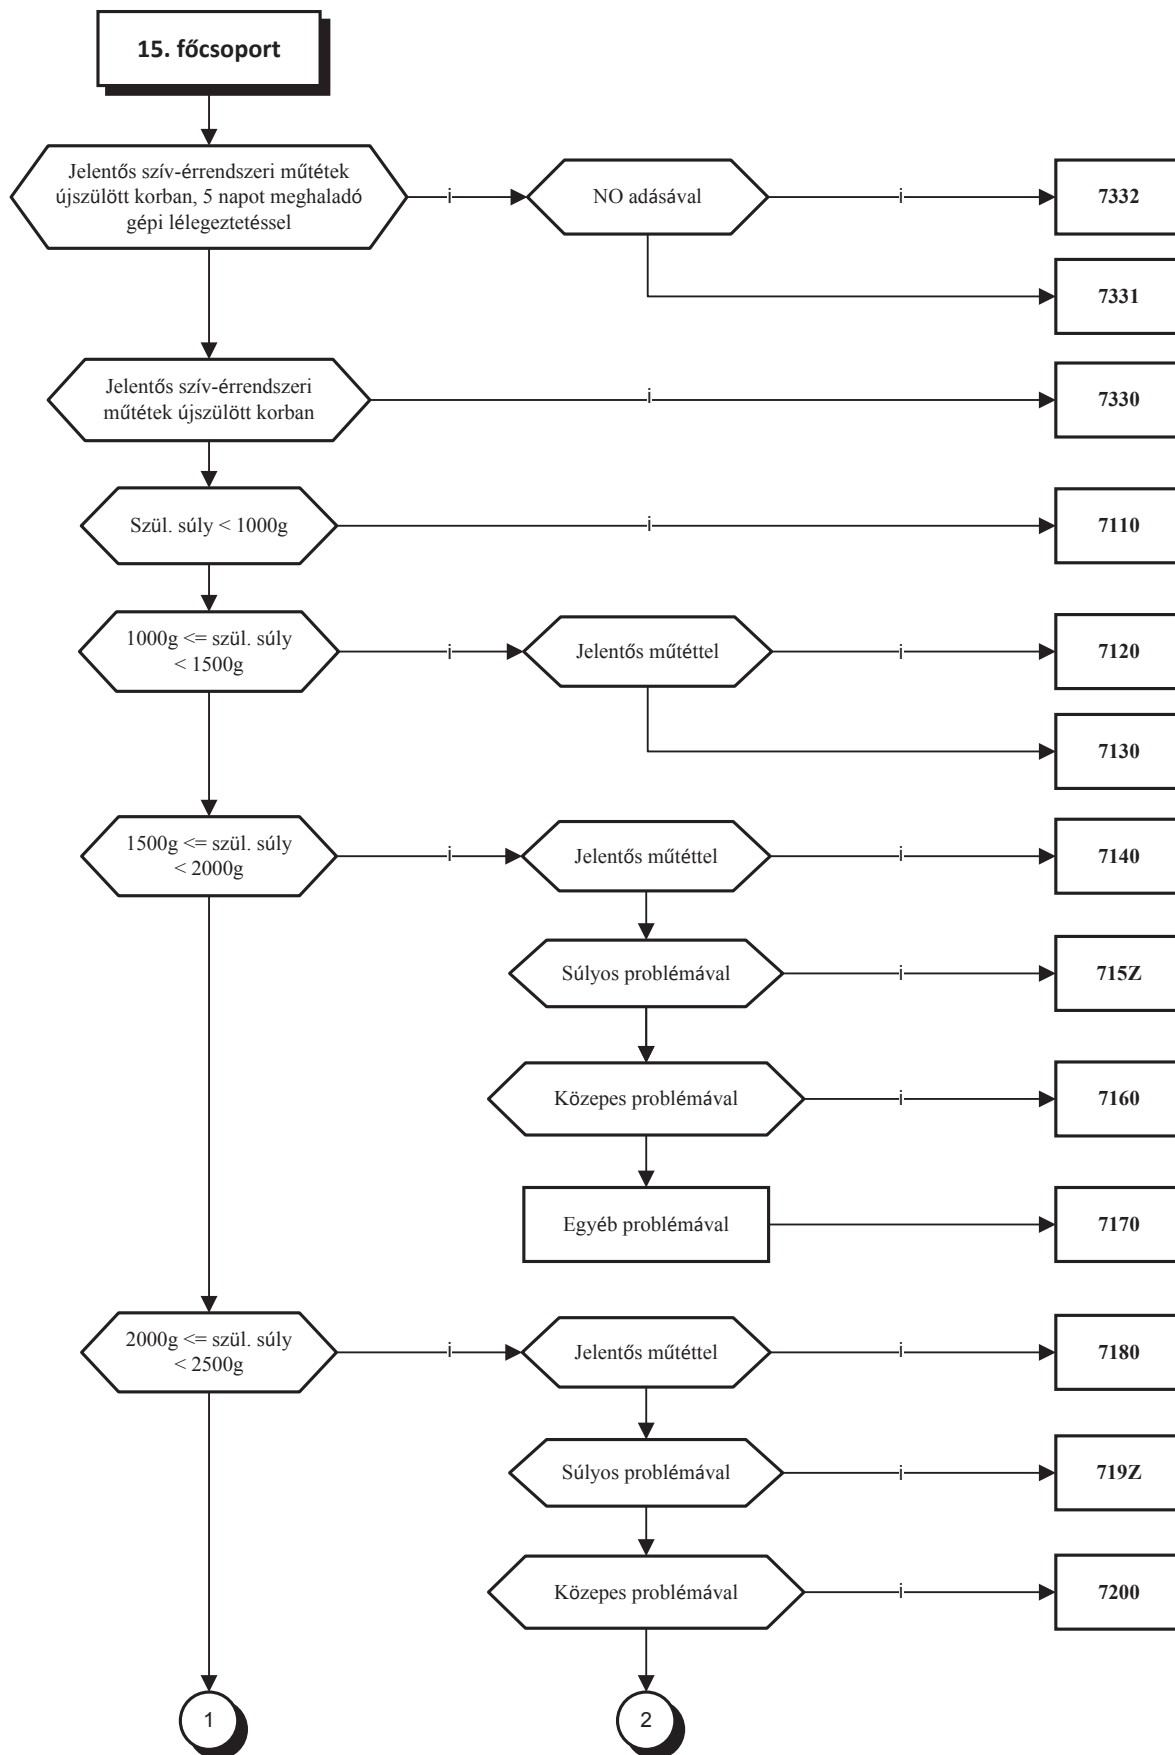 15. főcsoport
Jelentős szív-érrendszeri műtétek
újszülött korban, 5 napot meghaladó
gépi lélegeztetéssel
i
NO adásával
i
7332
7331
Jelentős szív-érrendszeri
műtétek újszülött korban
i
7330
Szül. súly < 1000g
i
7110
1000g <= szül. súly
< 1500g
i
Jelentős műtéttel
i
7120
7130
1500g <= szül. súly
< 2000g
i
Jelentős műtéttel
i
7140
Súlyos problémával
i
715Z
Közepes problémával
i
7160
Egyéb problémával
7170
2000g <= szül. súly
< 2500g
i
Jelentős műtéttel
i
7180
Súlyos problémával
i
719Z
Közepes problémával
i
7200
1
2